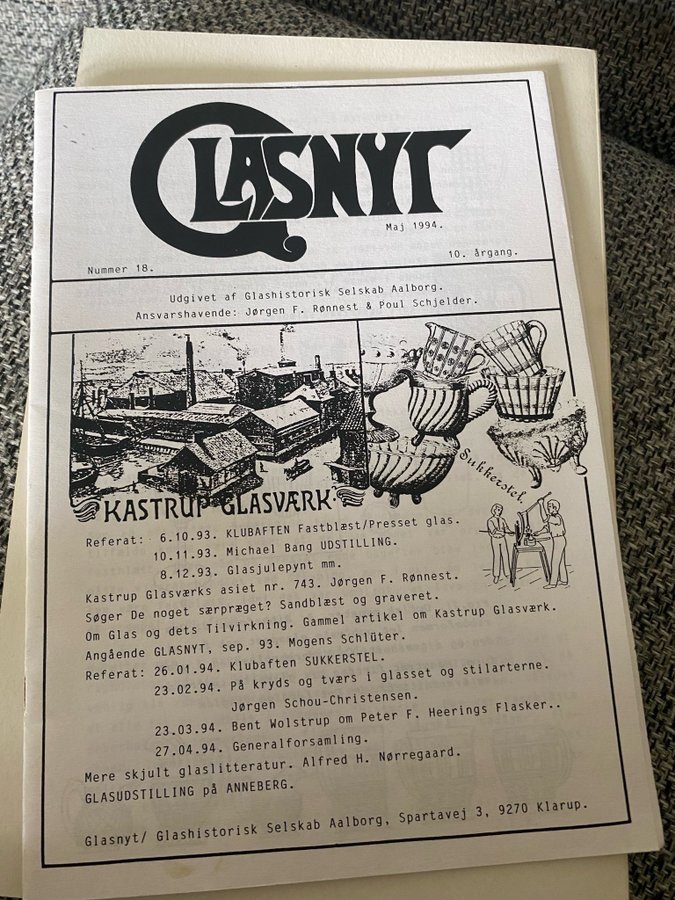 GLASNYT
Maj 1994.
Nummer 18.
10. årgang.
Udgivet af Glashistorisk Selskab Aalborg.
Ansvarshavende: Jørgen F. Rønnest & Poul Schjelder.
KASTRUP GLASVÆRK
Sukkerstel.
Referat: 6.10.93. KLUBAFTEN Fastblæst/Presset glas.
10.11.93. Michael Bang UDSTILLING.
8.12.93. Glasjulepynt mm.
Kastrup Glasværks asiet nr. 743. Jørgen F. Rønnest.
Søger De noget særpræget? Sandblæst og graveret.
Om Glas og dets Tilvirkning. Gammel artikel om Kastrup Glasværk.
Angående GLASNYT, sep. 93. Mogens Schlüter.
Referat: 26.01.94. Klubaften SUKKERSTEL.
23.02.94. På kryds og tværs i glasset og stilarterne.
Jørgen Schou-Christensen.
23.03.94. Bent Wolstrup om Peter F. Heerings Flasker..
27.04.94. Generalforsamling.
Mere skjult glaslitteratur. Alfred H. Nørregaard.
GLASUDSTILLING på ANNEBERG.
Glasnyt/ Glashistorisk Selskab Aalborg, Spartavej 3, 9270 Klarup.